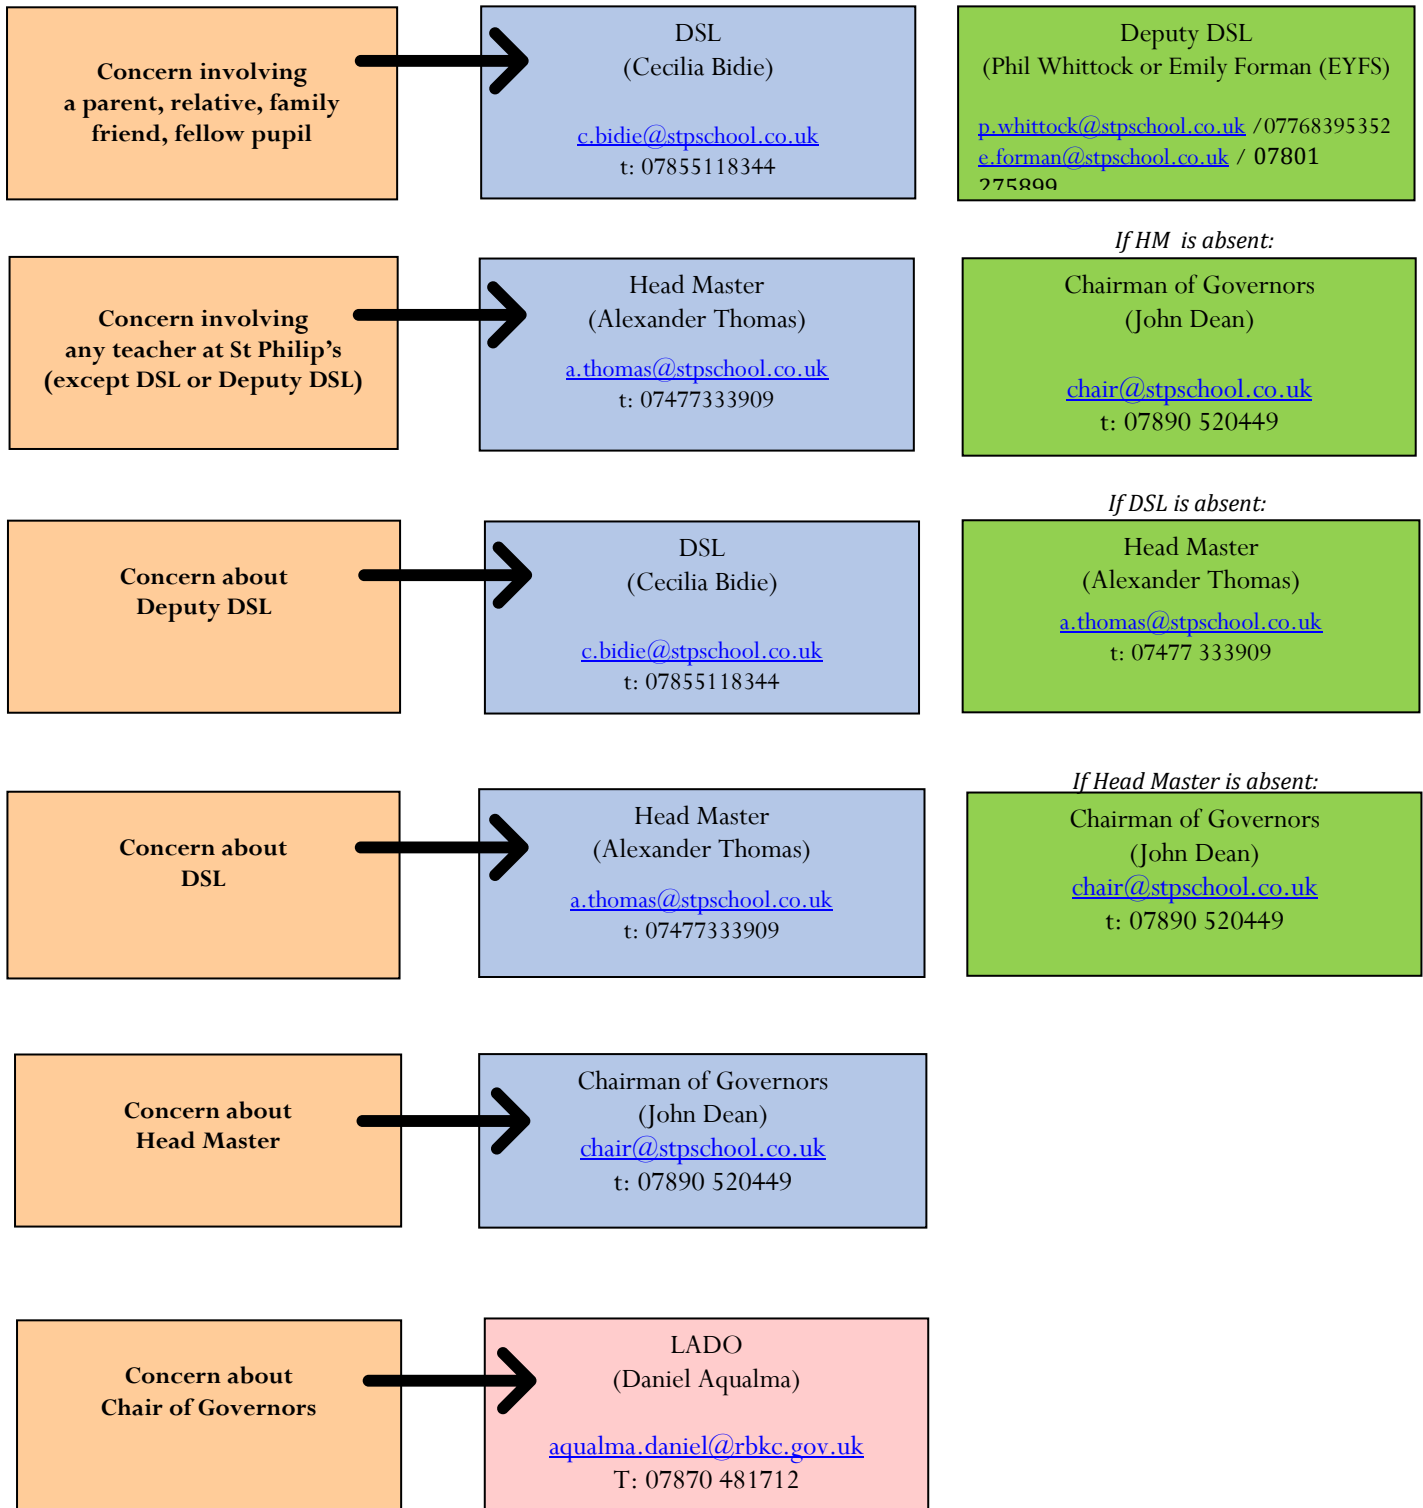 Concern involving
a parent, relative, family
friend, fellow pupil
DSL
(Cecilia Bidie)
c.bidie@stpschool.co.uk
t: 07855118344
Deputy DSL
(Phil Whittock or Emily Forman (EYFS)
p.whittock@stpschool.co.uk /07768395352
e.forman@stpschool.co.uk / 07801
275899
Concern involving
any teacher at St Philip's
(except DSL or Deputy DSL)
Head Master
(Alexander Thomas)
a.thomas@stpschool.co.uk
t: 07477333909
If HM is absent:
Chairman of Governors
(John Dean)
chair@stpschool.co.uk
t: 07890 520449
Concern about
Deputy DSL
DSL
(Cecilia Bidie)
c.bidie@stpschool.co.uk
t: 07855118344
If DSL is absent:
Head Master
(Alexander Thomas)
a.thomas@stpschool.co.uk
t: 07477 333909
Concern about
DSL
Head Master
(Alexander Thomas)
a.thomas@stpschool.co.uk
t: 07477333909
If Head Master is absent:
Chairman of Governors
(John Dean)
chair@stpschool.co.uk
t: 07890 520449
Concern about
Head Master
Chairman of Governors
(John Dean)
chair@stpschool.co.uk
t: 07890 520449
Concern about
Chair of Governors
LADO
(Daniel Aqualma)
aqualma.daniel@rbkc.gov.uk
T: 07870 481712